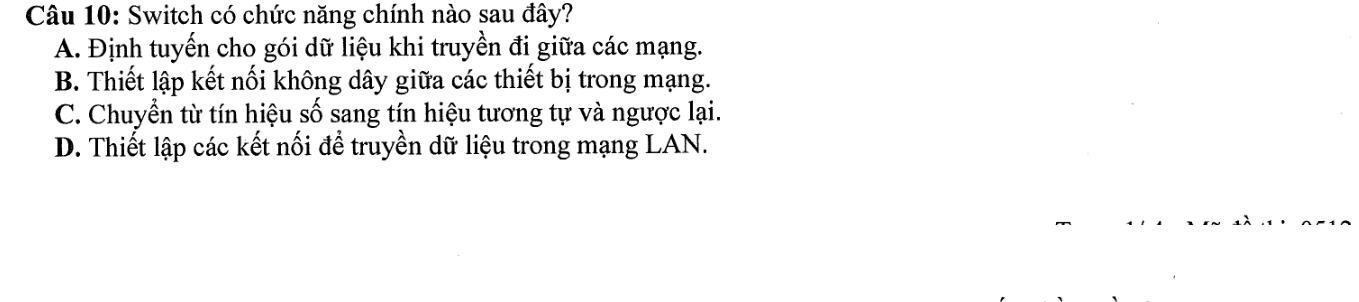 Câu 10: Switch có chức năng chính nào sau đây?
A. Định tuyến cho gói dữ liệu khi truyền đi giữa các mạng.
B. Thiết lập kết nối không dây giữa các thiết bị trong mạng.
C. Chuyển từ tín hiệu số sang tín hiệu tương tự và ngược lại.
D. Thiết lập các kết nối để truyền dữ liệu trong mạng LAN.